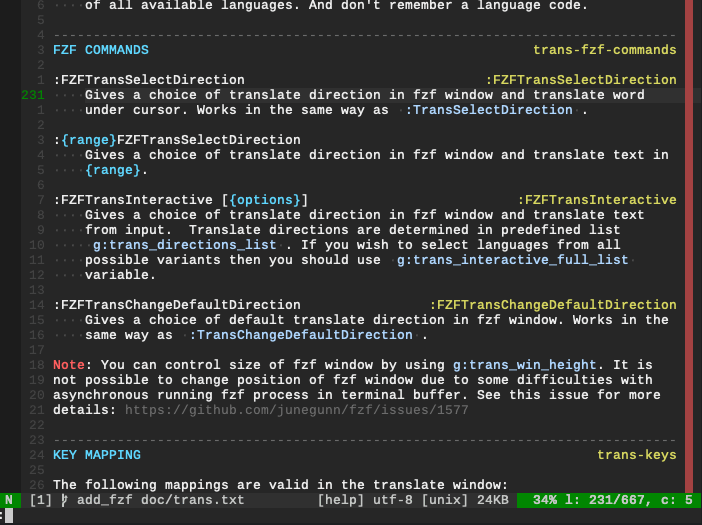 6 ····of all available languages. And don't remember a language code.
5
4 ---------------------------------------------------------------------------
3 FZF COMMANDS trans-fzf-commands
2
1 :FZFTransSelectDirection :FZFTransSelectDirection
231 ····Gives a choice of translate direction in fzf window and translate word
1 ····under cursor. Works in the same way as ·:TransSelectDirection·.
2
3 :{range}FZFTransSelectDirection
4 ····Gives a choice of translate direction in fzf window and translate text in
5 ····{range}.
6
7 :FZFTransInteractive [{options}] :FZFTransInteractive
8 ····Gives a choice of translate direction in fzf window and translate text
9 ····from input.  Translate directions are determined in predefined list
10 ·····g:trans_directions_list·. If you wish to select languages from all
11 ····possible variants then you should use ·g:trans_interactive_full_list·
12 ····variable.
13
14 :FZFTransChangeDefaultDirection :FZFTransChangeDefaultDirection
15 ····Gives a choice of default translate direction in fzf window. Works in the
16 ····same way as ·:TransChangeDefaultDirection·.
17
18 Note: You can control size of fzf window by using g:trans_win_height. It is
19 not possible to change position of fzf window due to some difficulties with
20 asynchronous running fzf process in terminal buffer. See this issue for more
21 details: https://github.com/junegunn/fzf/issues/1577
22
23 ---------------------------------------------------------------------------
24 KEY MAPPING trans-keys
25
26 The following mappings are valid in the translate window:
N [1] add_fzf doc/trans.txt [help] utf-8 [unix] 24KB 34% l: 231/667, c: 5
: